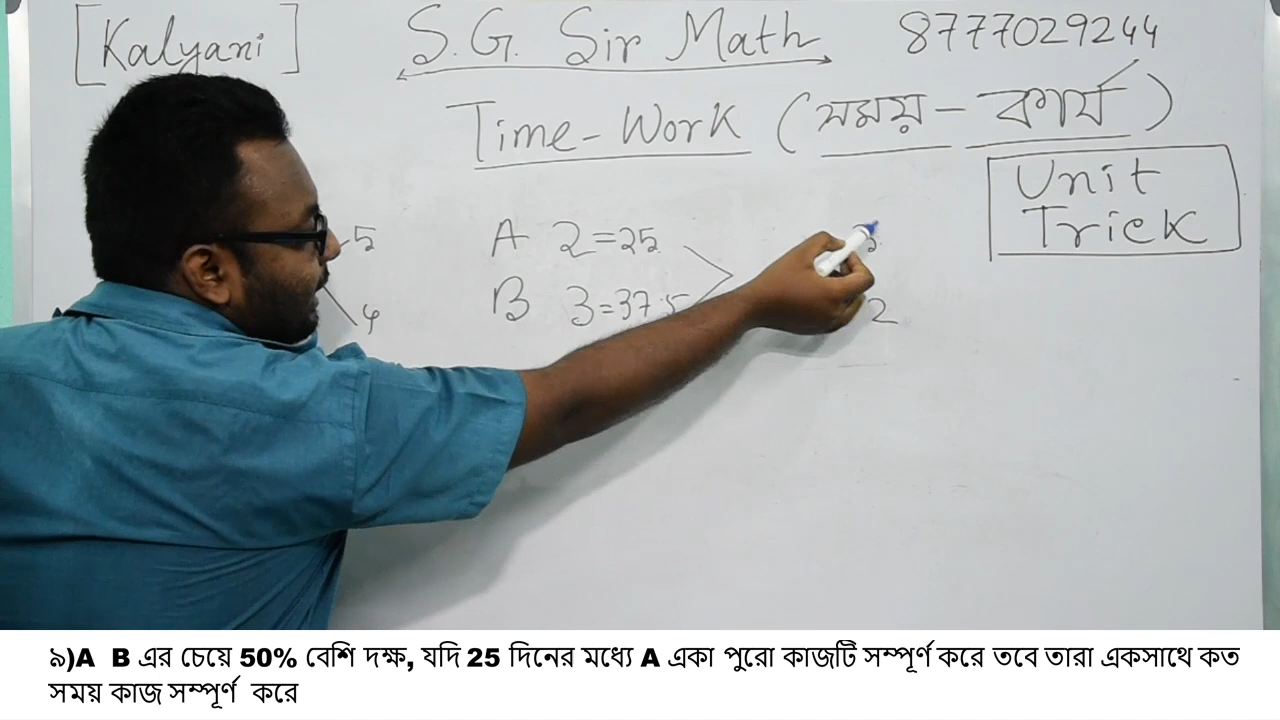 [Kalyani] S.G. Sir Math 8777029244
Time-Work (সময় - কার্য)
Unit
Trick
5 A 2=25 3
4 B 3=37.5 2
৯)A B এর চেয়ে 50% বেশি দক্ষ, যদি 25 দিনের মধ্যে A একা পুরো কাজটি সম্পূর্ণ করে তবে তারা একসাথে কত
সময় কাজ সম্পূর্ণ করে